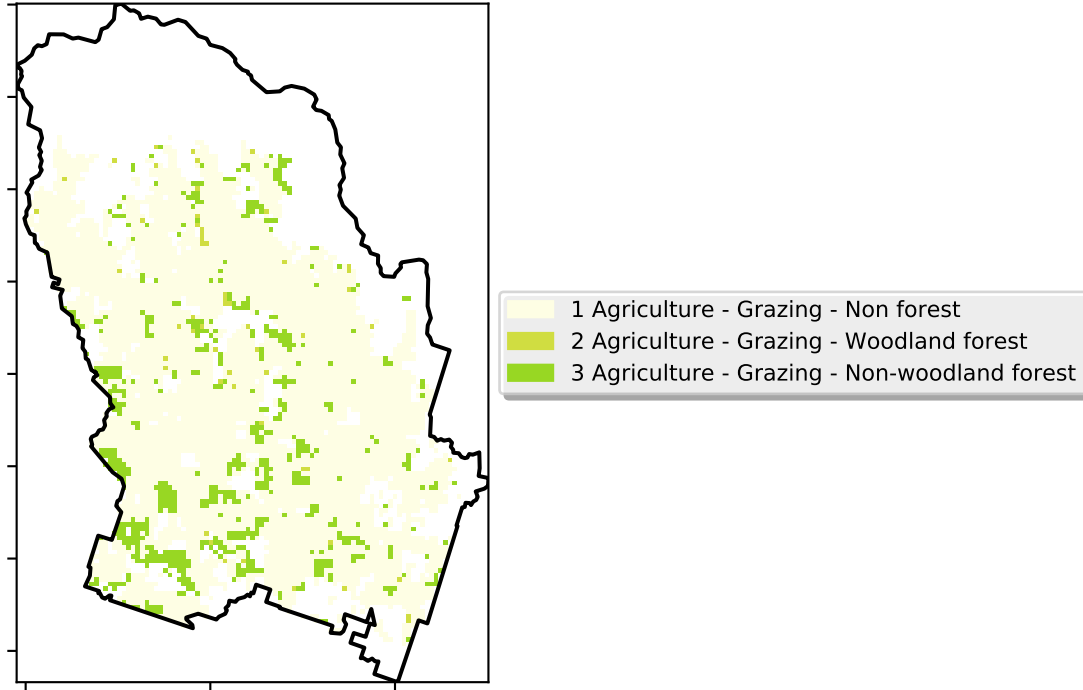 1 Agriculture - Grazing - Non forest
2 Agriculture - Grazing - Woodland forest
3 Agriculture - Grazing - Non-woodland forest